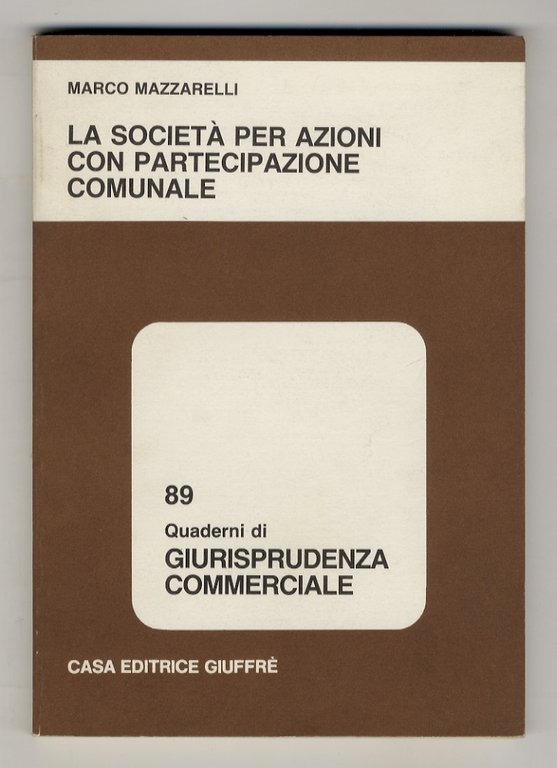 MARCO MAZZARELLI
LA SOCIETÀ PER AZIONI
CON PARTECIPAZIONE
COMUNALE
89
Quaderni di
GIURISPRUDENZA
COMMERCIALE
CASA EDITRICE GIUFFRÈ